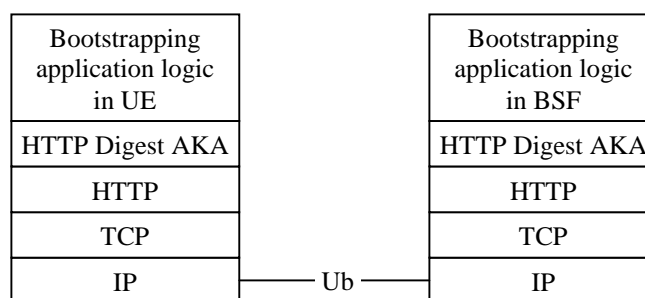 Bootstrapping
application logic
in UE
HTTP Digest AKA
HTTP
TCP
IP
Ub
Bootstrapping
application logic
in BSF
HTTP Digest AKA
HTTP
TCP
IP